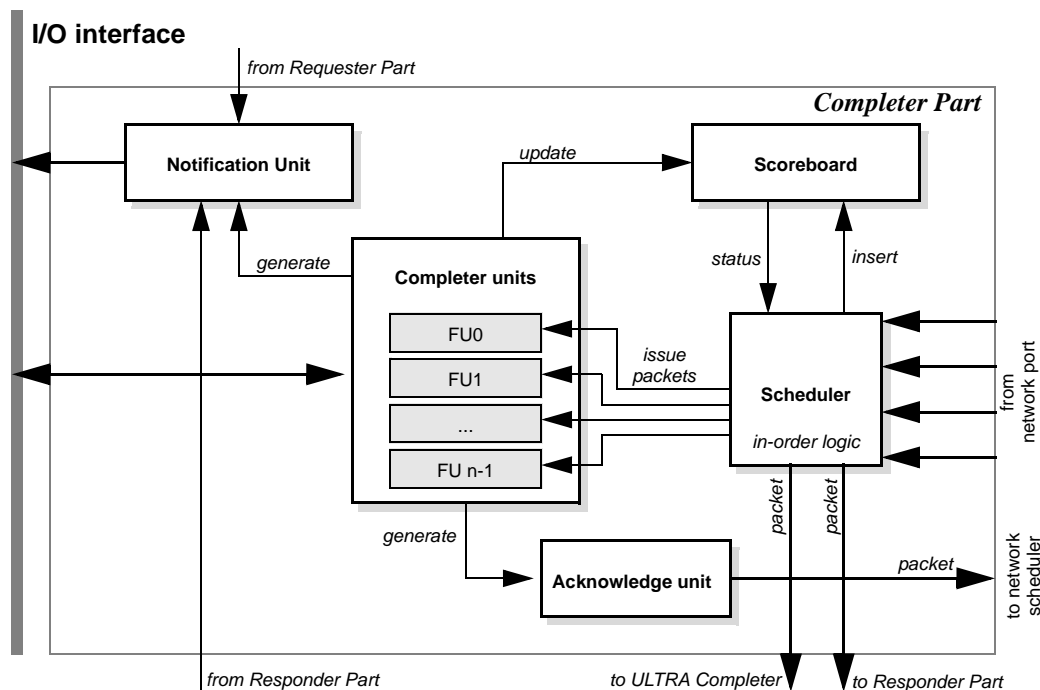 I/O interface
from Requester Part
Completer Part
Notification Unit
update
Scoreboard
generate
status
insert
Completer units
FU0
FU1
...
FU n-1
issue
packets
Scheduler
in-order logic
from
network port
packet
packet
generate
Acknowledge unit
packet
to network
scheduler
from Responder Part
to ULTRA Completer
to Responder Part